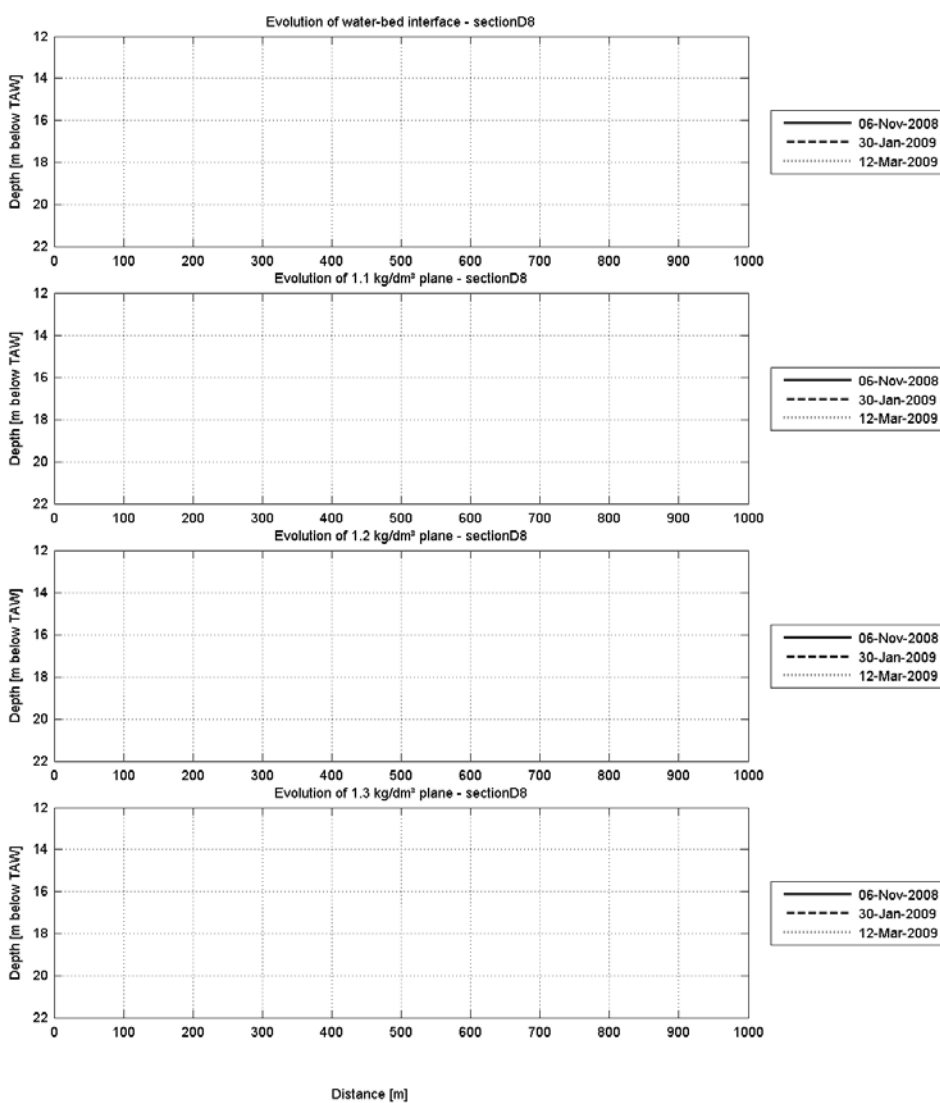 Evolution of water-bed interface - sectionD8
12
14
16
18
20
22
Depth [m below TAW]
0 100 200 300 400 500 600 700 800 900 1000
06-Nov-2008
30-Jan-2009
12-Mar-2009
Evolution of 1.1 kg/dm³ plane - sectionD8
12
14
16
18
20
22
Depth [m below TAW]
0 100 200 300 400 500 600 700 800 900 1000
06-Nov-2008
30-Jan-2009
12-Mar-2009
Evolution of 1.2 kg/dm³ plane - sectionD8
12
14
16
18
20
22
Depth [m below TAW]
0 100 200 300 400 500 600 700 800 900 1000
06-Nov-2008
30-Jan-2009
12-Mar-2009
Evolution of 1.3 kg/dm³ plane - sectionD8
12
14
16
18
20
22
Depth [m below TAW]
0 100 200 300 400 500 600 700 800 900 1000
06-Nov-2008
30-Jan-2009
12-Mar-2009
Distance [m]